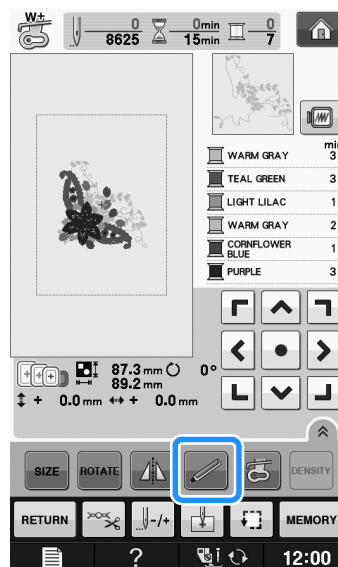 W+
0 0min 0
8625 15min 7
min
WARM GRAY 3
TEAL GREEN 3
LIGHT LILAC 1
WARM GRAY 2
CORNFLOWER
BLUE 1
PURPLE 3
87.3 mm 0°
89.2 mm
+ 0.0 mm + 0.0 mm
SIZE ROTATE DENSITY
RETURN -/+ MEMORY
? 12:00